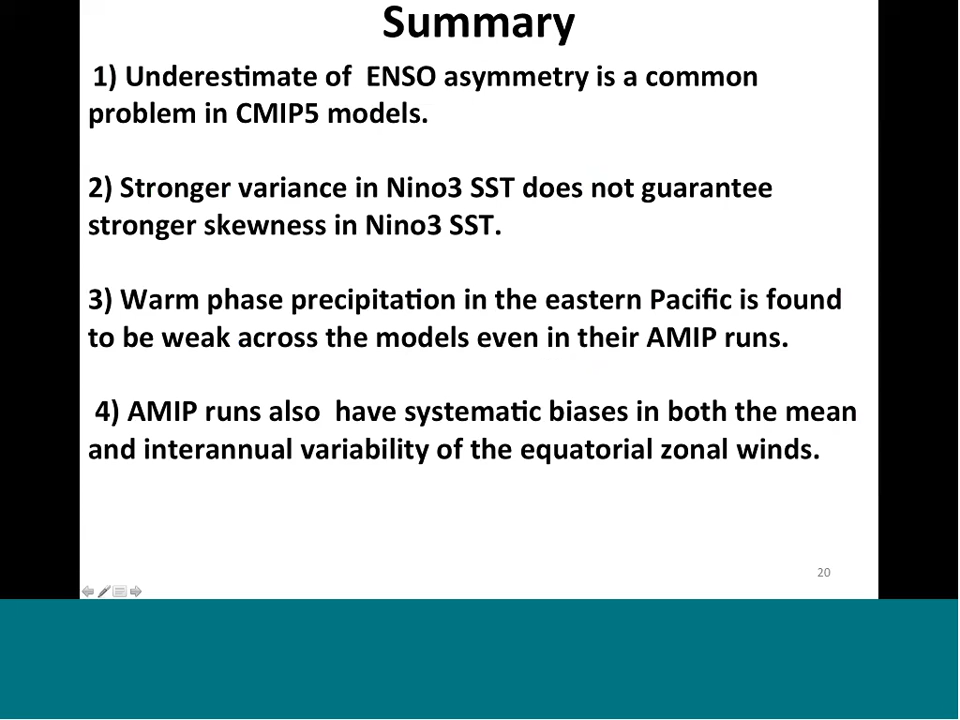 Summary
1) Underestimate of  ENSO asymmetry is a common
problem in CMIP5 models.
2) Stronger variance in Nino3 SST does not guarantee
stronger skewness in Nino3 SST.
3) Warm phase precipitation in the eastern Pacific is found
to be weak across the models even in their AMIP runs.
4) AMIP runs also  have systematic biases in both the mean
and interannual variability of the equatorial zonal winds.
20